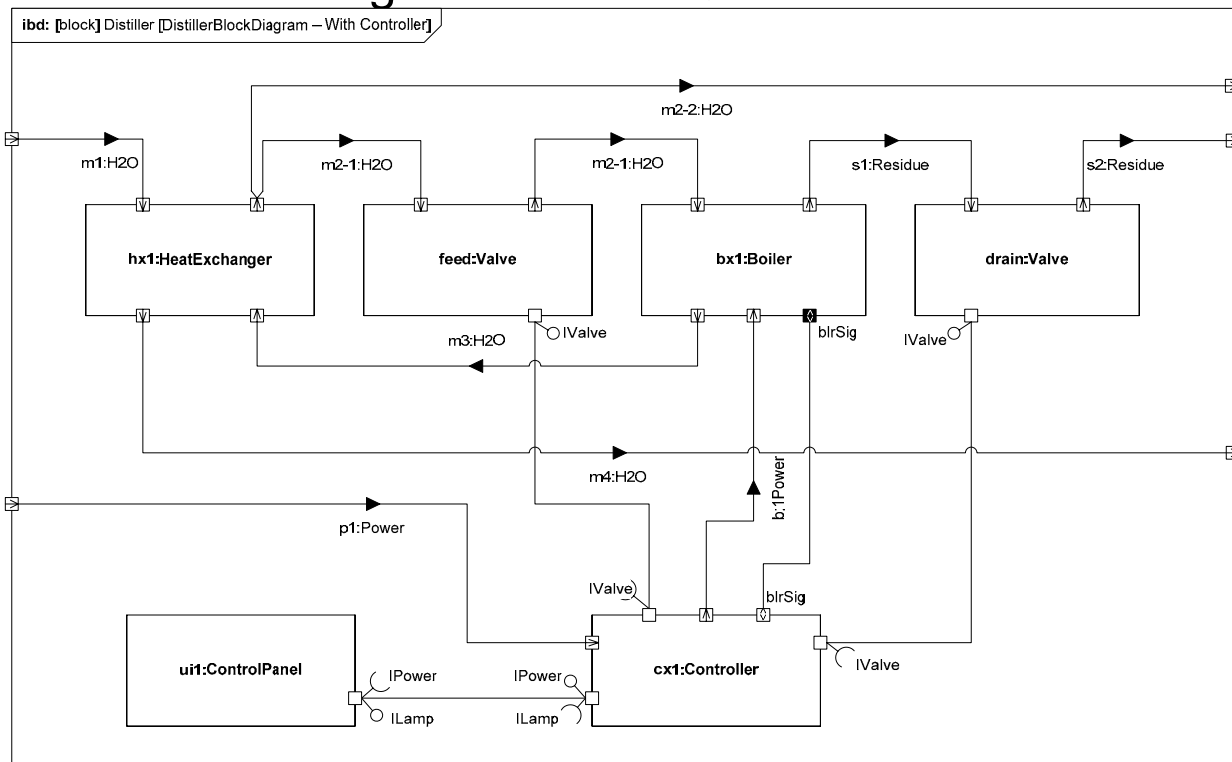 g
ibd: [block] Distiller [DistillerBlockDiagram – With Controller]
m2-2:H2O
m1:H2O
m2-1:H2O
m2-1:H2O
s1:Residue
s2:Residue
hx1:HeatExchanger
feed:Valve
bx1:Boiler
drain:Valve
IValve
blrSig
IValve
m3:H2O
m4:H2O
b:1Power
p1:Power
IValve
blrSig
ui1:ControlPanel
IPower
ILamp
IPower
ILamp
cx1:Controller
IValve